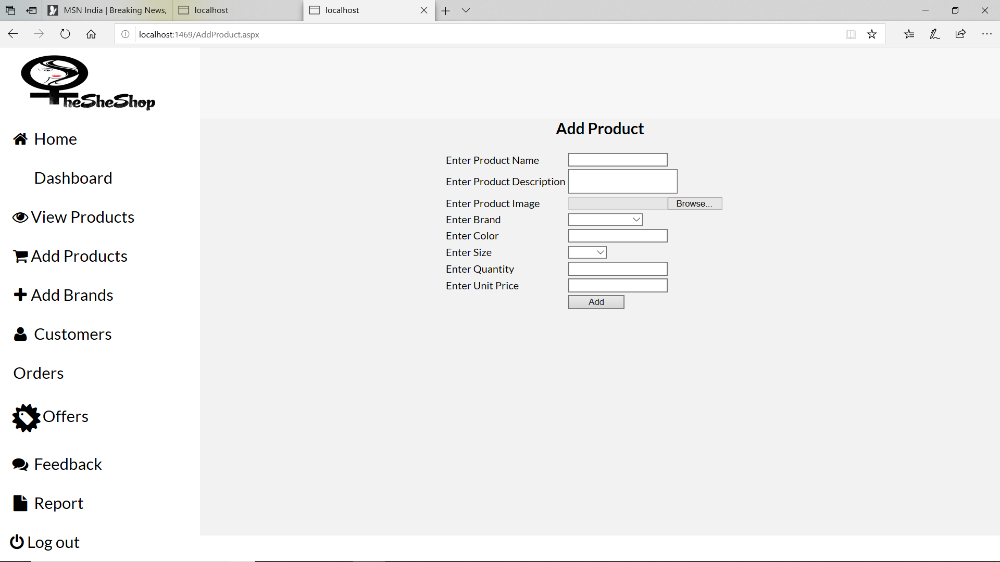 MSN India | Breaking News,
localhost
localhost
localhost:1469/AddProduct.aspx
heSheShop
Home
Dashboard
View Products
Add Products
Add Brands
Customers
Orders
Offers
Feedback
Report
Log out
Add Product
Enter Product Name
Enter Product Description
Enter Product Image Browse...
Enter Brand
Enter Color
Enter Size
Enter Quantity
Enter Unit Price
Add